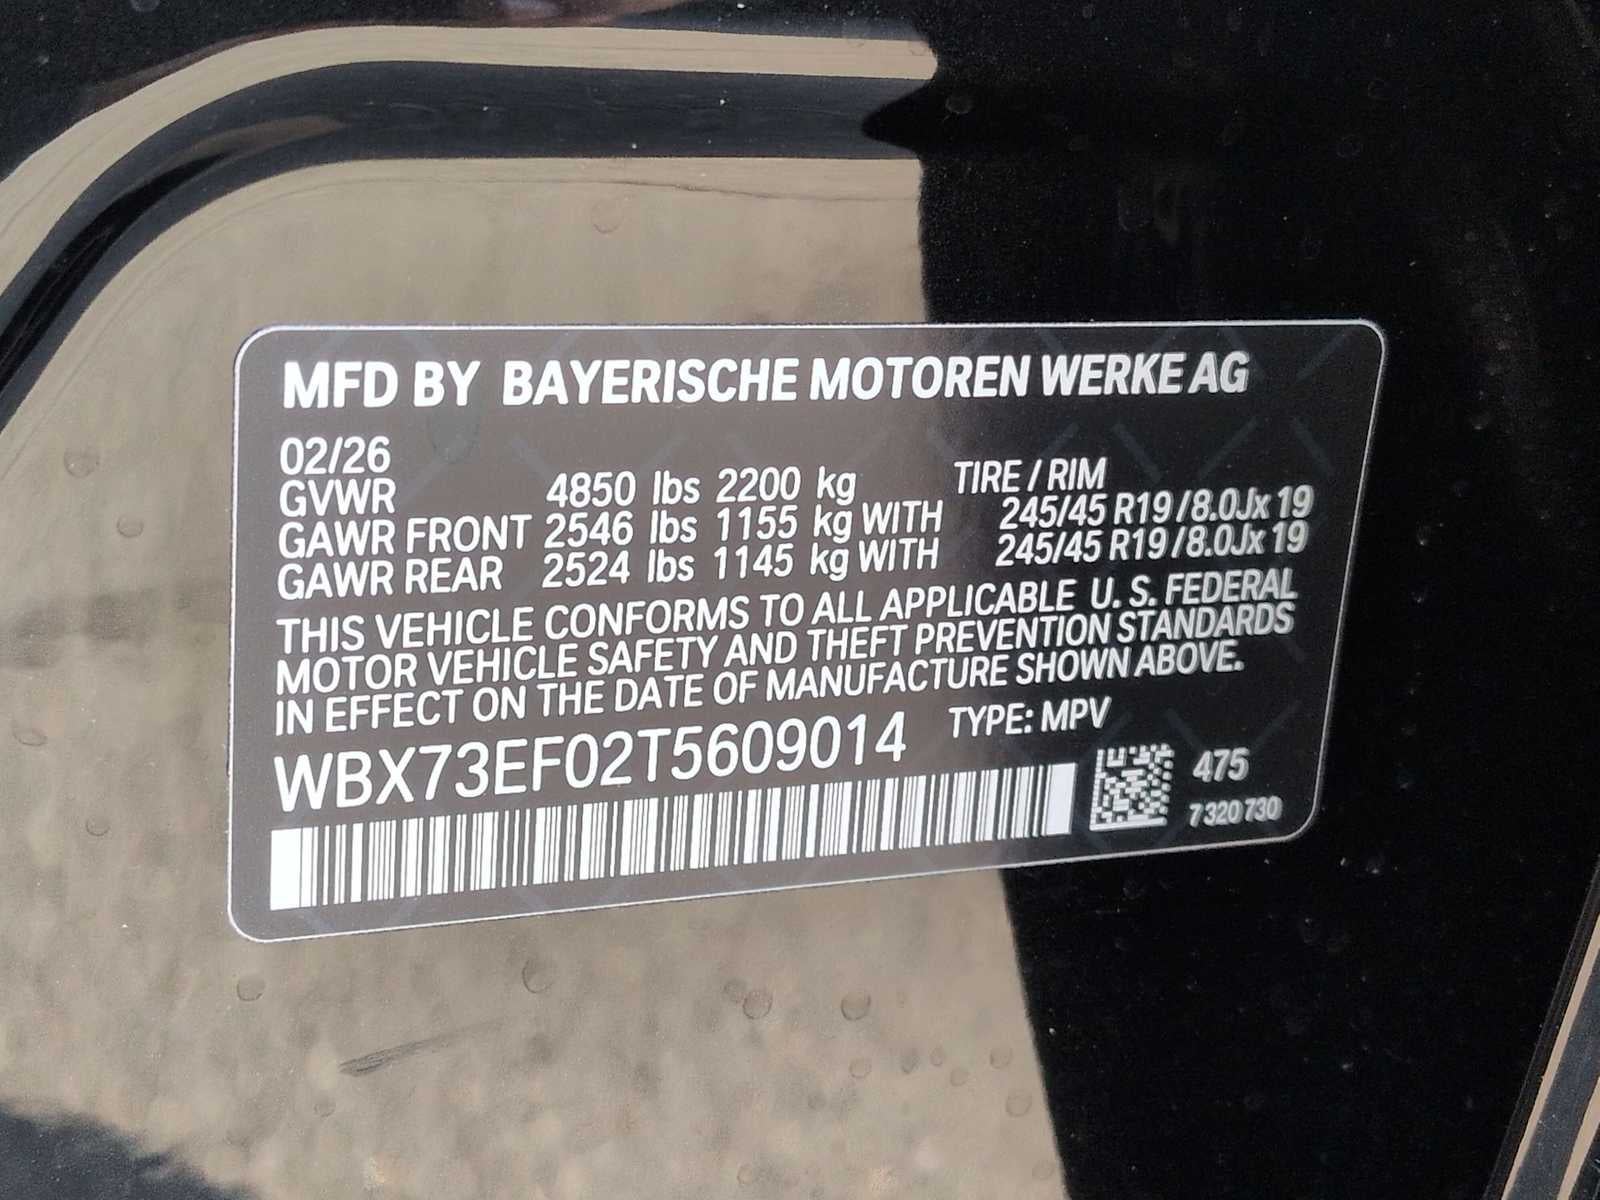 MFD BY BAYERISCHE MOTOREN WERKE AG
02/26
GVWR 4850 lbs 2200 kg TIRE / RIM
GAWR FRONT 2546 lbs 1155 kg WITH 245/45 R19 /8.0Jx 19
GAWR REAR 2524 lbs 1145 kg WITH 245/45 R19 /8.0Jx 19
THIS VEHICLE CONFORMS TO ALL APPLICABLE U. S. FEDERAL
MOTOR VEHICLE SAFETY AND THEFT PREVENTION STANDARDS
IN EFFECT ON THE DATE OF MANUFACTURE SHOWN ABOVE.
WBX73EF02T5609014 TYPE: MPV
475
7 320 730